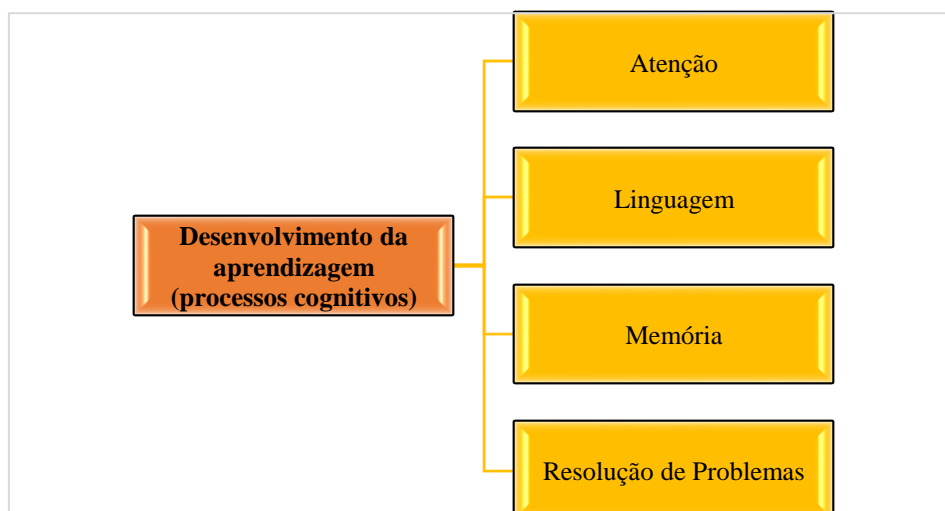 Atenção
Linguagem
Desenvolvimento da
aprendizagem
(processos cognitivos)
Memória
Resolução de Problemas